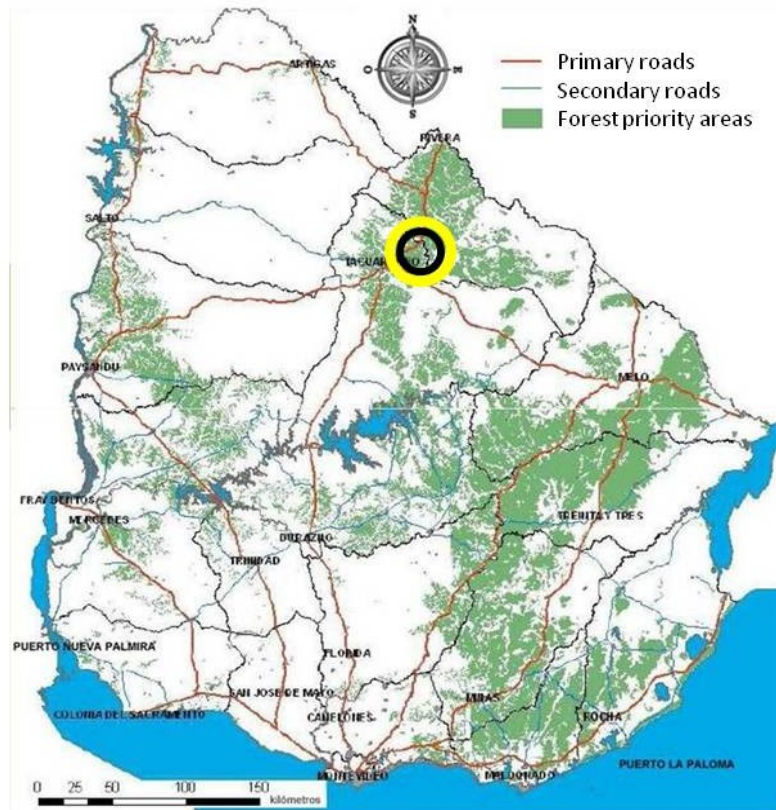 N
O
E
S
Primary roads
Secondary roads
Forest priority areas
ARTIGAS
RIVERA
SALTO
PAYSANDU
MELO
FRAY BENTOS
MERCEDES
TREINTA Y TRES
DURAZNO
TRINIDAD
PUERTO NUEVA PALMIRA
FLORIDA
SAN JOSE DE MAYO
MINAS
COLONIA DEL SACRAMENTO
CANELONES
ROCHA
PUERTO LA PALOMA
MONTEVIDEO
MALDONADO
0 25 50 100 150
kilómetros